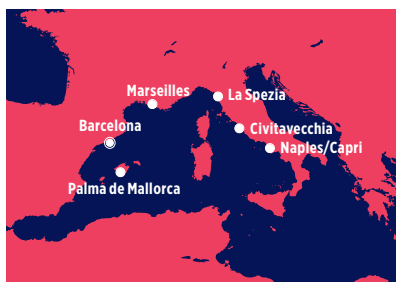 Marseilles
La Spezia
Barcelona
Civitavecchia
Naples/Capri
Palma de Mallorca